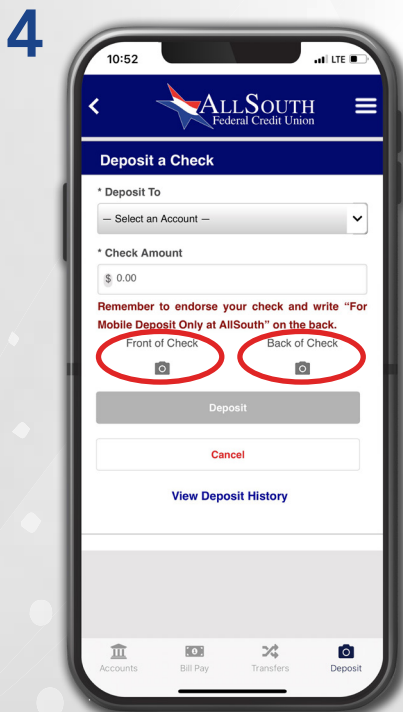 4
10:52
LTE
ALLSOUTH
Federal Credit Union
Deposit a Check
* Deposit To
— Select an Account —
* Check Amount
$ 0.00
Remember to endorse your check and write “For
Mobile Deposit Only at AllSouth” on the back.
Front of Check Back of Check
Deposit
Cancel
View Deposit History
Accounts Bill Pay Transfers Deposit